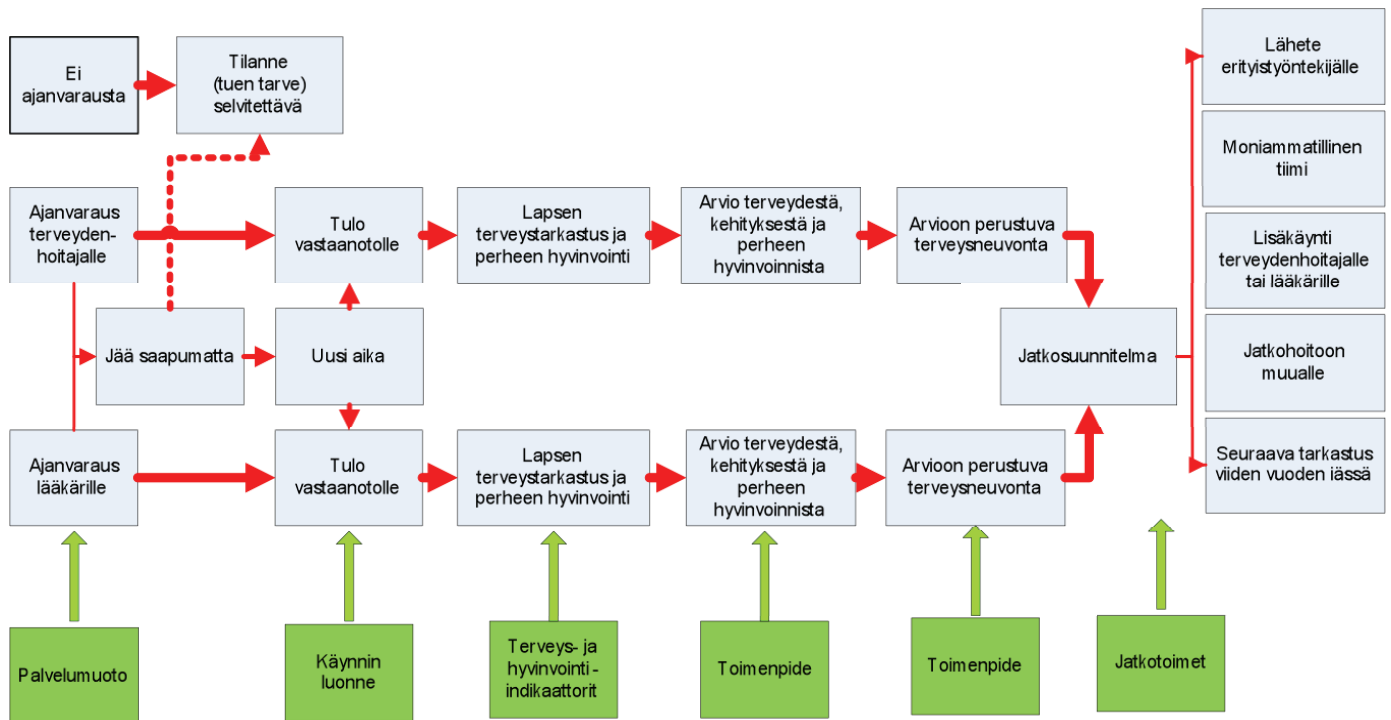 Ei
ajanvarausta
Tilanne
(tuen tarve)
selvitettävä
Lähete
erityistyöntekijälle
Moniammatillinen
tiimi
Ajanvaraus
terveyden-
hoitajalle
Tulo
vastaanotolle
Lapsen
terveystarkastus ja
perheen hyvinvointi
Arvio terveydestä,
kehityksestä ja
perheen
hyvinvoinnista
Arvioon perustuva
terveysneuvonta
Lisäkäynti
terveydenhoitajalle
tai lääkärille
Jää saapumatta
Uusi aika
Jatkosuunnitelma
Jatkohoitoon
muualle
Ajanvaraus
lääkärille
Tulo
vastaanotolle
Lapsen
terveystarkastus ja
perheen hyvinvointi
Arvio terveydestä,
kehityksestä ja
perheen
hyvinvoinnista
Arvioon perustuva
terveysneuvonta
Seuraava tarkastus
viiden vuoden iässä
Palvelumuoto
Käynnin
luonne
Terveys- ja
hyvinvointi-
indikaattorit
Toimenpide
Toimenpide
Jatkotoimet